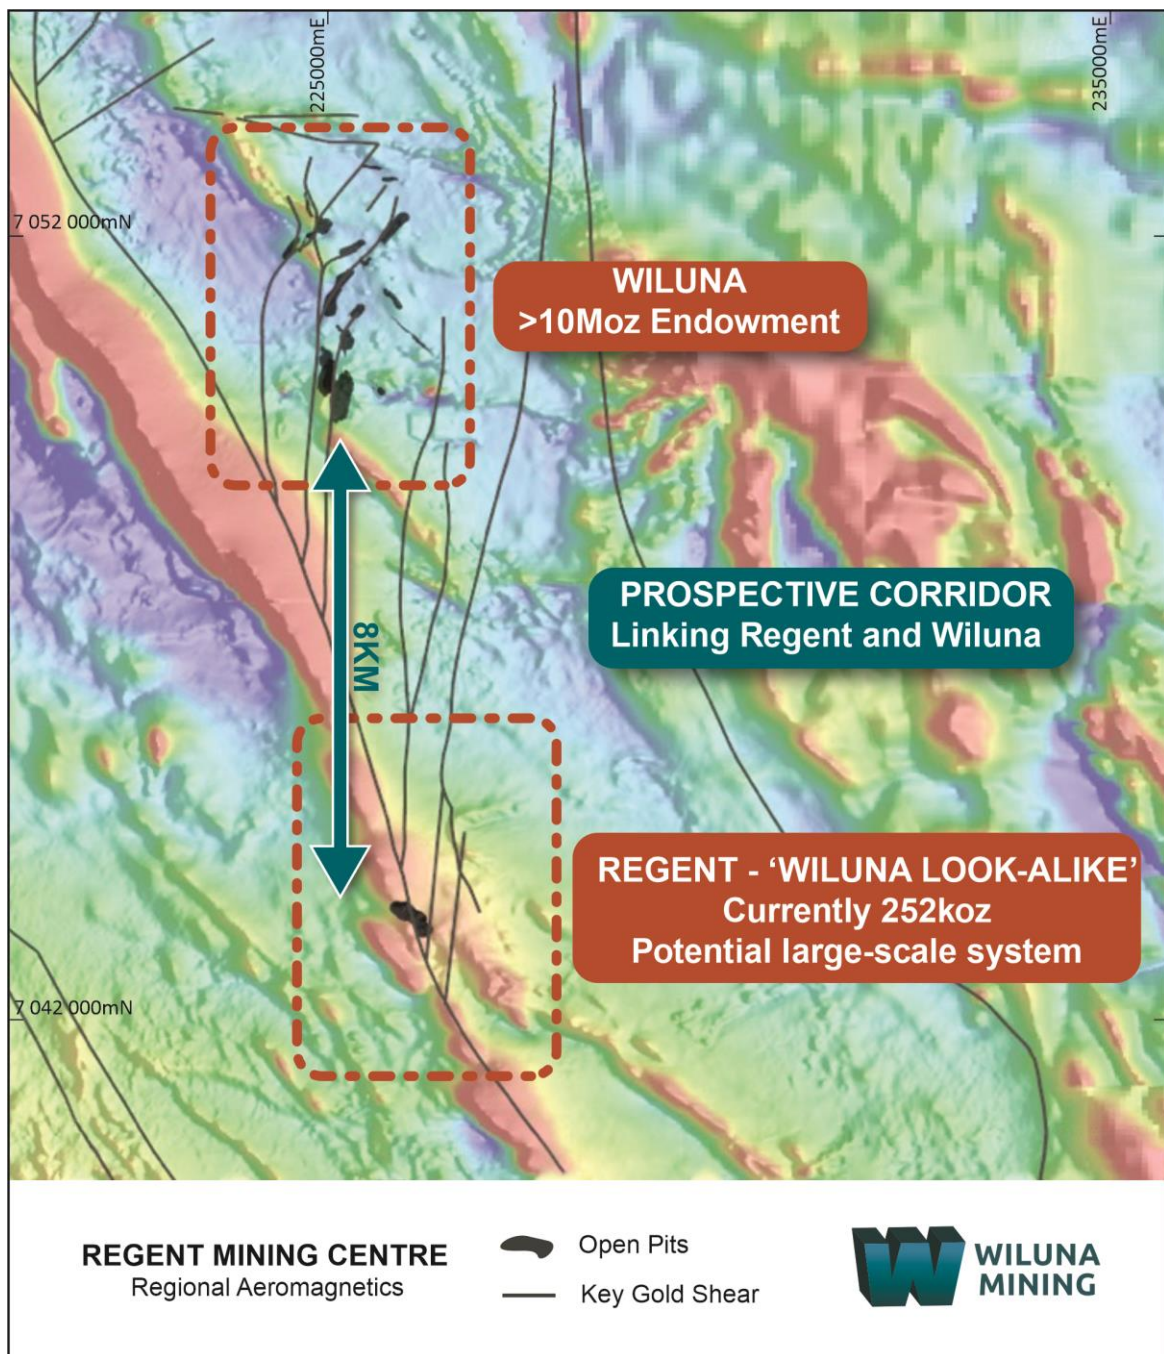 225000mE
235000mE
7 052 000mN
WILUNA
>10Moz Endowment
PROSPECTIVE CORRIDOR
Linking Regent and Wiluna
8KM
REGENT - ‘WILUNA LOOK-ALIKE’
Currently 252koz
Potential large-scale system
7 042 000mN
REGENT MINING CENTRE
Regional Aeromagnetics
Open Pits
Key Gold Shear
W WILUNA
MINING